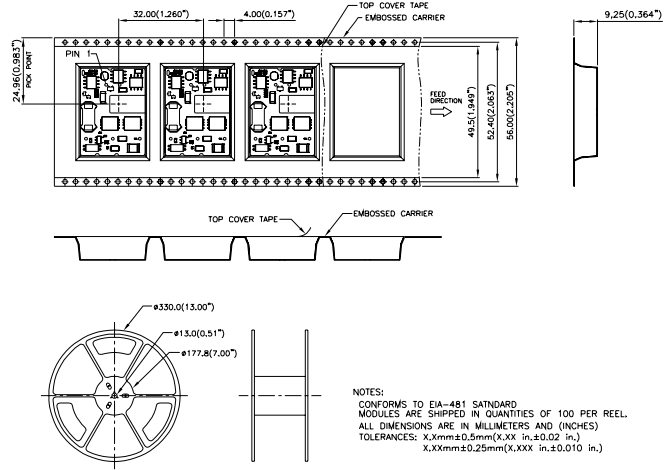 TOP COVER TAPE
EMBOSSED CARRIER
32.00(1.260")
4.00(0.157")
9,25(0.364")
24.96(0.983")
PICK POINT
PIN 1
FEED
DIRECTION
49.5(1.949")
52.40(2.063")
56.00(2.205")
TOP COVER TAPE
EMBOSSED CARRIER
ø330.0(13.00")
ø13.0(0.51")
ø177.8(7.00")
NOTES:
CONFORMS TO EIA-481 SATNDARD
MODULES ARE SHIPPED IN QUANTITIES OF 100 PER REEL.
ALL DIMENSIONS ARE IN MILLIMETERS AND (INCHES)
TOLERANCES: X.Xmm±0.5mm(X.XX in.±0.02 in.)
X.XXmm±0.25mm(X.XXX in.±0.010 in.)